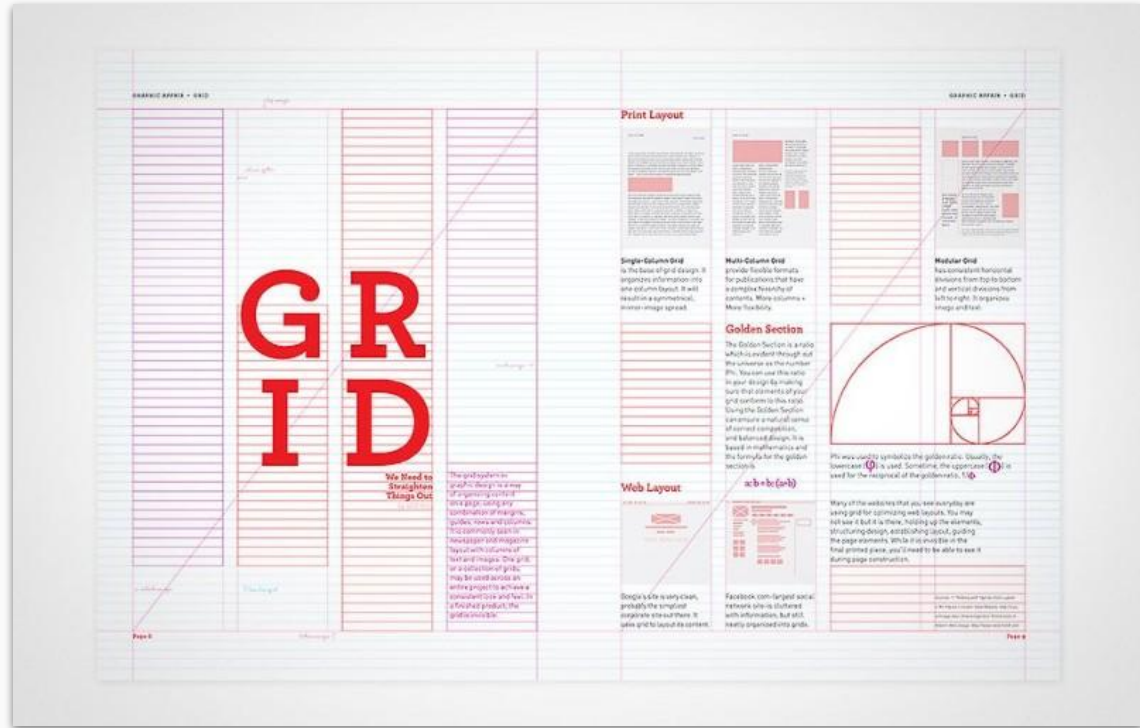 GRAPHIC AFFAIR • GRID
GR
ID
We Need to
Straighten
Things Out
The grid system in
graphic design is a way
of organizing content
on a page, using any
combination of margins,
guides, rows and columns.
It is commonly seen in
newspaper and magazine
layout with columns of
text and images. One grid,
or a collection of grids,
may be used across an
entire project to achieve a
consistent look and feel. In
a finished product, the
grid is invisible.
Page 8
GRAPHIC AFFAIR • GRID
Print Layout
Single-Column Grid
is the base of grid design. It
organizes information into
one column layout. It will
result in a symmetrical,
mirror-image spread.
Multi-Column Grid
provide flexible formats
for publications that have
a complex hierarchy of
contents. More columns =
More flexibility.
Modular Grid
has consistent horizontal
divisions from top to bottom
and vertical divisions from
left to right. It organizes
image and text.
Golden Section
The Golden Section is a ratio
which is evident through out
the universe as the number
Phi. You can use this ratio
in your design by making
sure that elements of your
grid conform to this ratio.
Using the Golden Section
can ensure a natural sense
of correct composition,
and balanced design. It is
based in mathematics and
the formula for the golden
section is
a:b = b:(a+b)
Phi was used to symbolize the golden ratio. Usually, the
lowercase (φ) is used. Sometime, the uppercase (Φ) is
used for the reciprocal of the golden ratio,
Web Layout
Google's site is very clean,
probably the simplest
corporate site out there. It
uses grid to layout its content.
Facebook.com-largest social
network site-is cluttered
with information, but still
neatly organized into grids.
Many of the websites that you see everyday are
using grid for optimizing web layouts. You may
not see it but it is there, holding up the elements,
structuring design, establishing layout, guiding
the page elements. While it is invisible in the
final printed piece, you'll need to be able to see it
during page construction.
Page 9